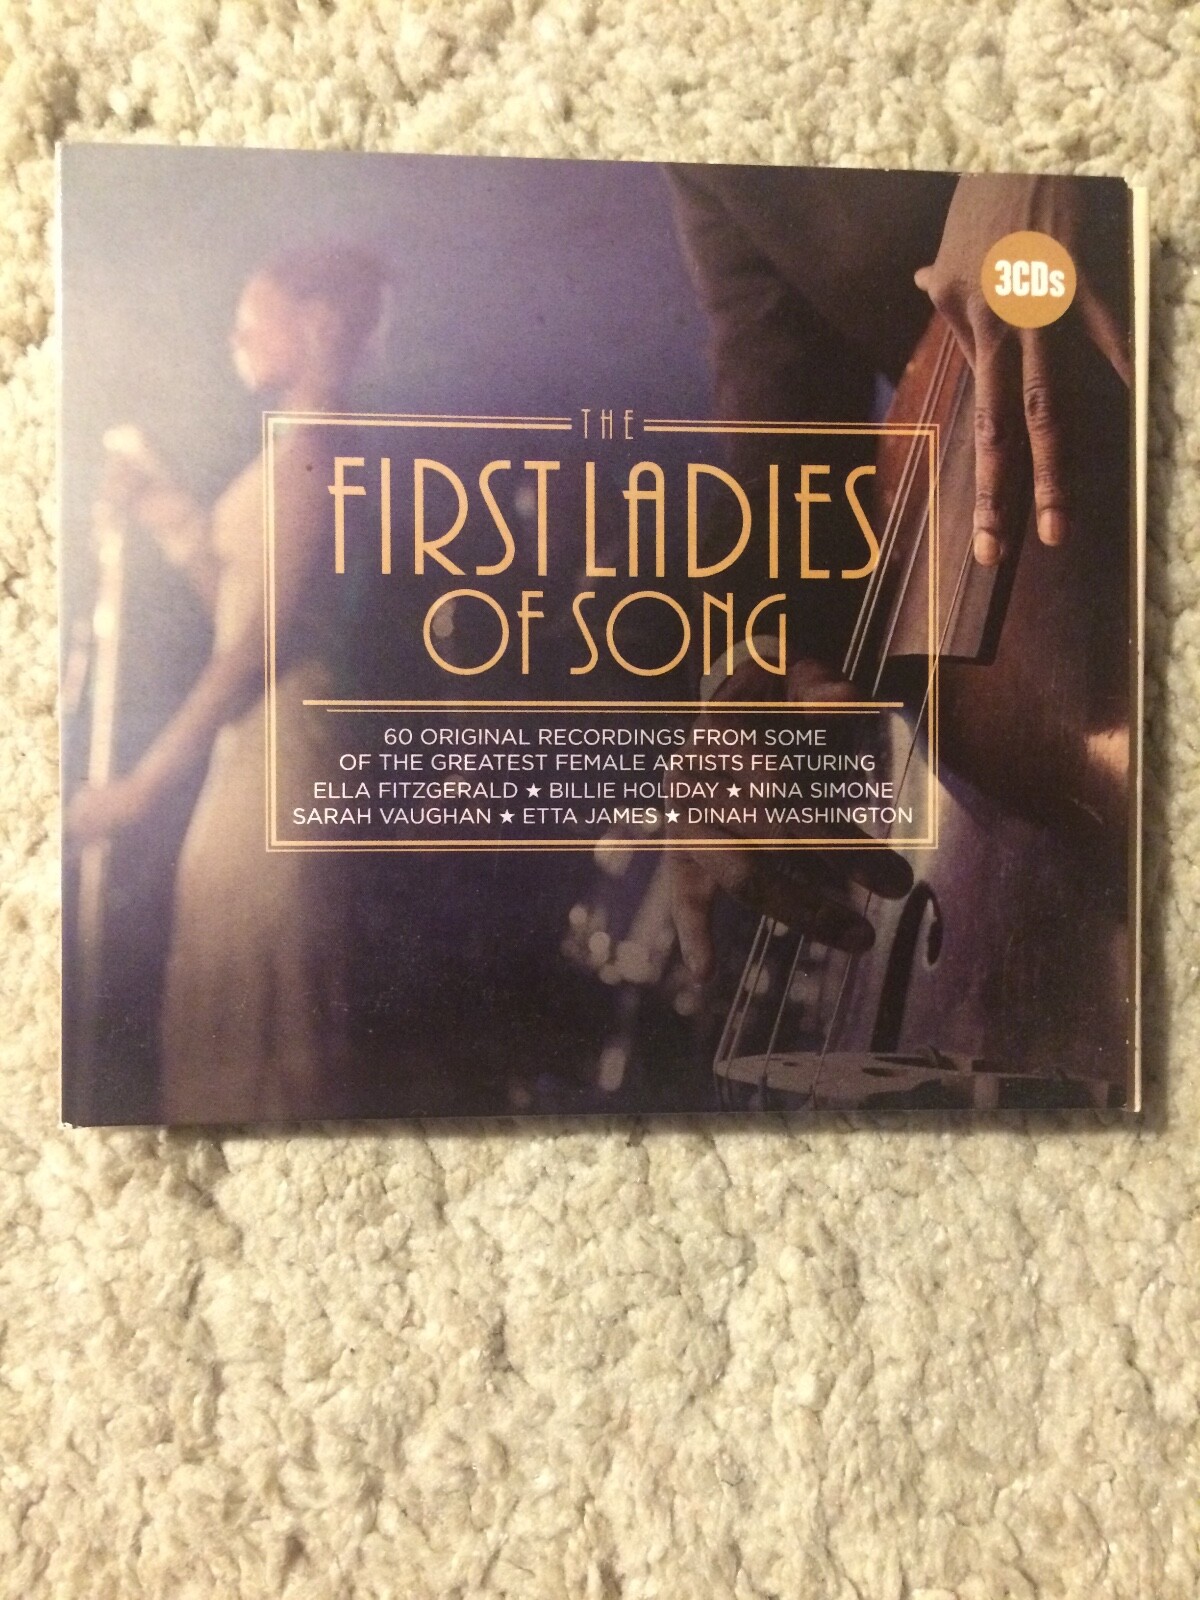 3CDs
THE
FIRST LADIES
OF SONG
60 ORIGINAL RECORDINGS FROM SOME
OF THE GREATEST FEMALE ARTISTS FEATURING
ELLA FITZGERALD ★ BILLIE HOLIDAY ★ NINA SIMONE
SARAH VAUGHAN ★ ETTA JAMES ★ DINAH WASHINGTON